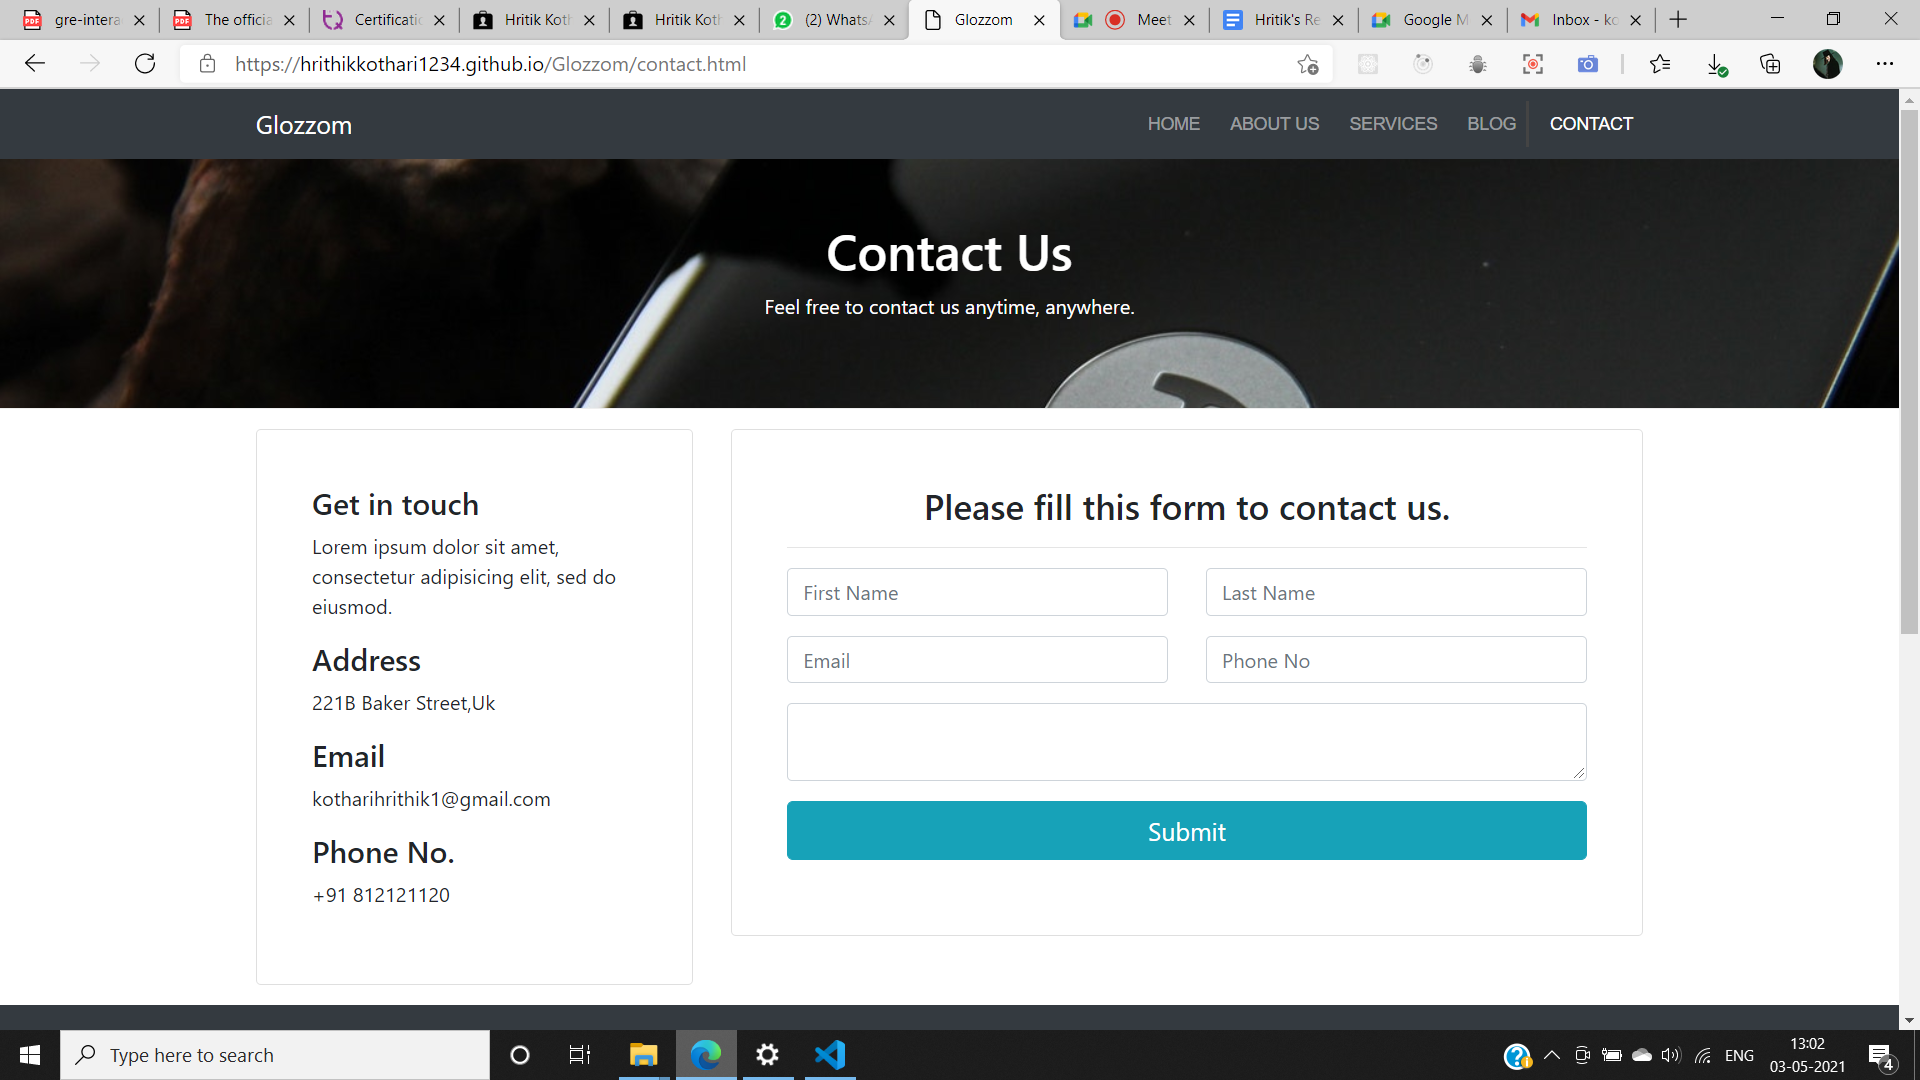 gre-intera
The officia
Certificatio
Hritik Koth
Hritik Koth
(2) WhatsA
Glozzom
Meet
Hritik's Re
Google M
Inbox - ko
https://hrithikkothari1234.github.io/Glozzom/contact.html
Glozzom
HOME
ABOUT US
SERVICES
BLOG
CONTACT
Contact Us
Feel free to contact us anytime, anywhere.
Get in touch
Lorem ipsum dolor sit amet,
consectetur adipisicing elit, sed do
eiusmod.
Address
221B Baker Street,Uk
Email
kotharihrithik1@gmail.com
Phone No.
+91 812121120
Please fill this form to contact us.
First Name
Last Name
Email
Phone No
Submit
Type here to search
ENG
13:02
03-05-2021
4